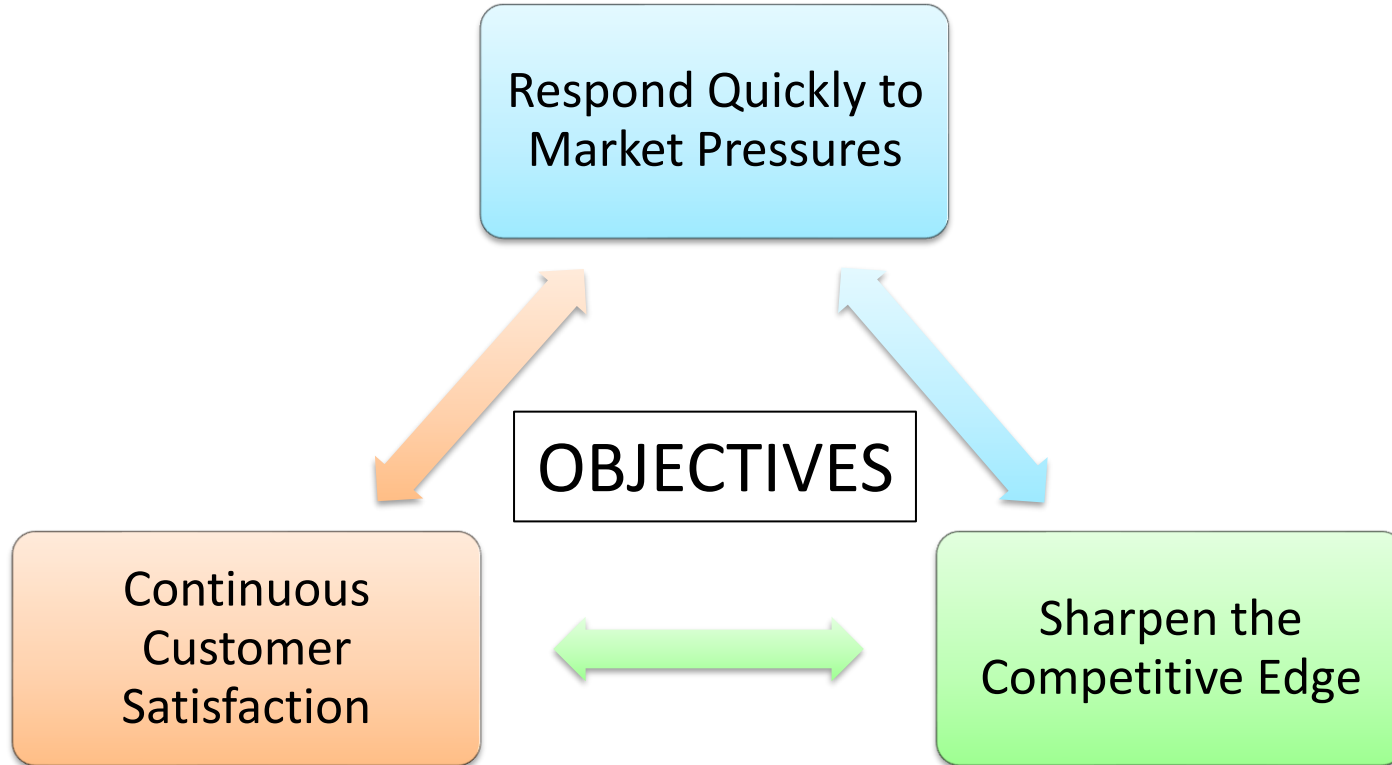 Respond Quickly to
Market Pressures
OBJECTIVES
Continuous
Customer
Satisfaction
Sharpen the
Competitive Edge